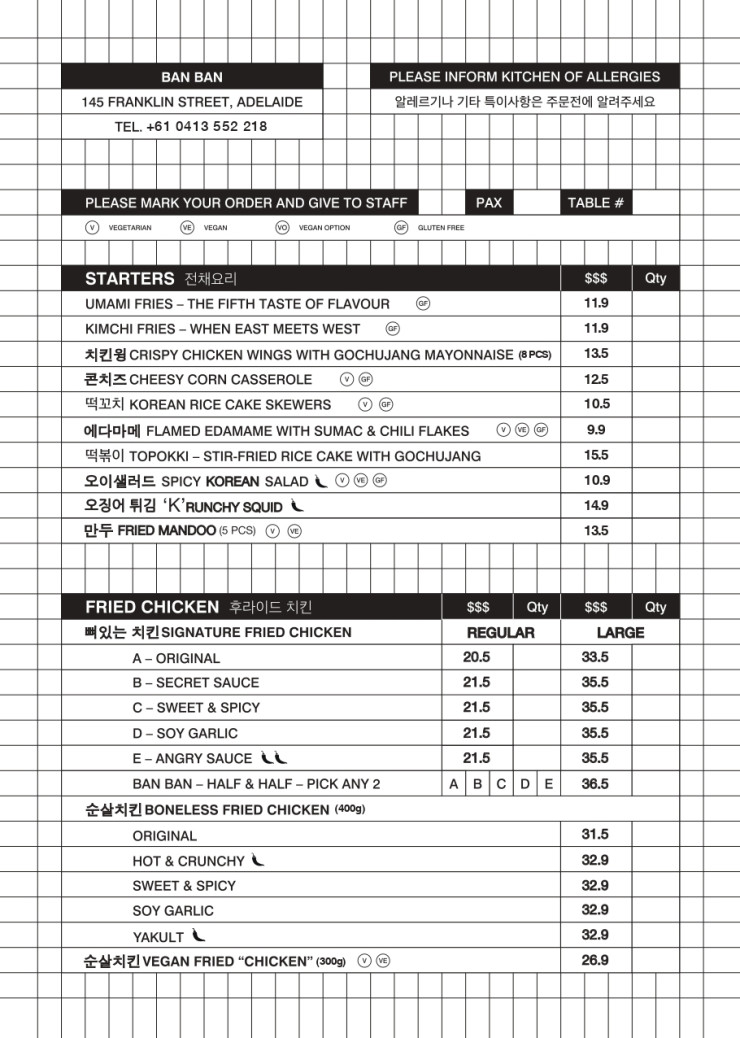 BAN BAN
145 FRANKLIN STREET, ADELAIDE
TEL. +61 0413 552 218
PLEASE INFORM KITCHEN OF ALLERGIES
알레르기나 기타 특이사항은 주문전에 알려주세요
PLEASE MARK YOUR ORDER AND GIVE TO STAFF PAX TABLE #
V VEGETARIAN VE VEGAN VO VEGAN OPTION GF GLUTEN FREE
STARTERS 전채요리 $$$ Qty
UMAMI FRIES – THE FIFTH TASTE OF FLAVOUR GF 11.9
KIMCHI FRIES – WHEN EAST MEETS WEST GF 11.9
치킨윙 CRISPY CHICKEN WINGS WITH GOCHUJANG MAYONNAISE (8 PCS) 13.5
콘치즈 CHEESY CORN CASSEROLE V GF 12.5
떡꼬치 KOREAN RICE CAKE SKEWERS V GF 10.5
에다마메 FLAMED EDAMAME WITH SUMAC & CHILI FLAKES V VE GF 9.9
떡볶이 TOPOKKI – STIR-FRIED RICE CAKE WITH GOCHUJANG 15.5
오이샐러드 SPICY KOREAN SALAD V VE GF 10.9
오징어 튀김 ‘K’RUNCHY SQUID 14.9
만두 FRIED MANDOO (5 PCS) V VE 13.5
FRIED CHICKEN 후라이드 치킨 $$$ Qty $$$ Qty
뼈있는 치킨 SIGNATURE FRIED CHICKEN REGULAR LARGE
A – ORIGINAL 20.5 33.5
B – SECRET SAUCE 21.5 35.5
C – SWEET & SPICY 21.5 35.5
D – SOY GARLIC 21.5 35.5
E – ANGRY SAUCE 21.5 35.5
BAN BAN – HALF & HALF – PICK ANY 2 A B C D E 36.5
순살치킨 BONELESS FRIED CHICKEN (400g)
ORIGINAL 31.5
HOT & CRUNCHY 32.9
SWEET & SPICY 32.9
SOY GARLIC 32.9
YAKULT 32.9
순살치킨 VEGAN FRIED “CHICKEN” (300g) V VE 26.9